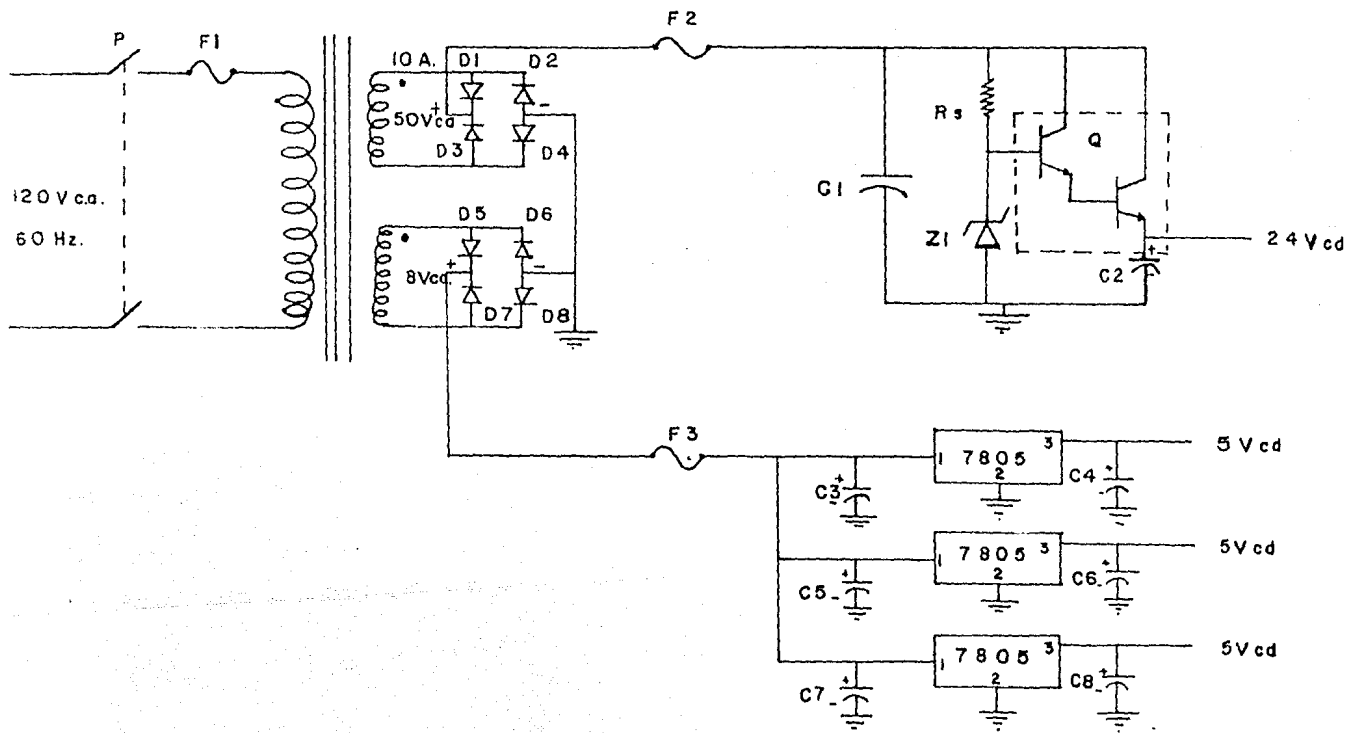 P
F1
F2
10 A.
D1
D2
+
50Vca
-
D3
D4
Rs
Q
C1
Z1
24 Vcd
+
C2
-
120 V c.a.
60 Hz.
D5
D6
+
8Vca.
-
D7
D8
F3
1 7805 3
2
5 Vcd
+
C3
-
+
C4
-
1 7805 3
2
5Vcd
+
C5
-
+
C6
-
1 7805 3
2
5Vcd
+
C7
-
+
C8
-